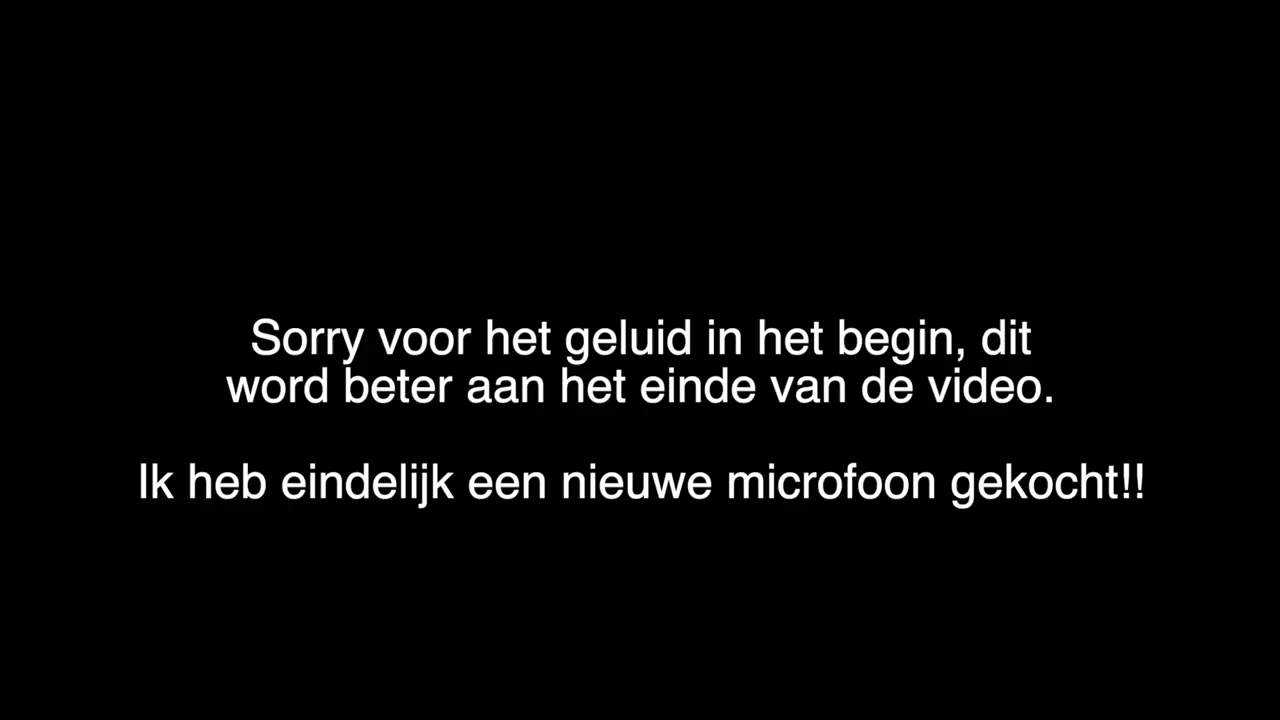 Sorry voor het geluid in het begin, dit
word beter aan het einde van de video.
Ik heb eindelijk een nieuwe microfoon gekocht!!